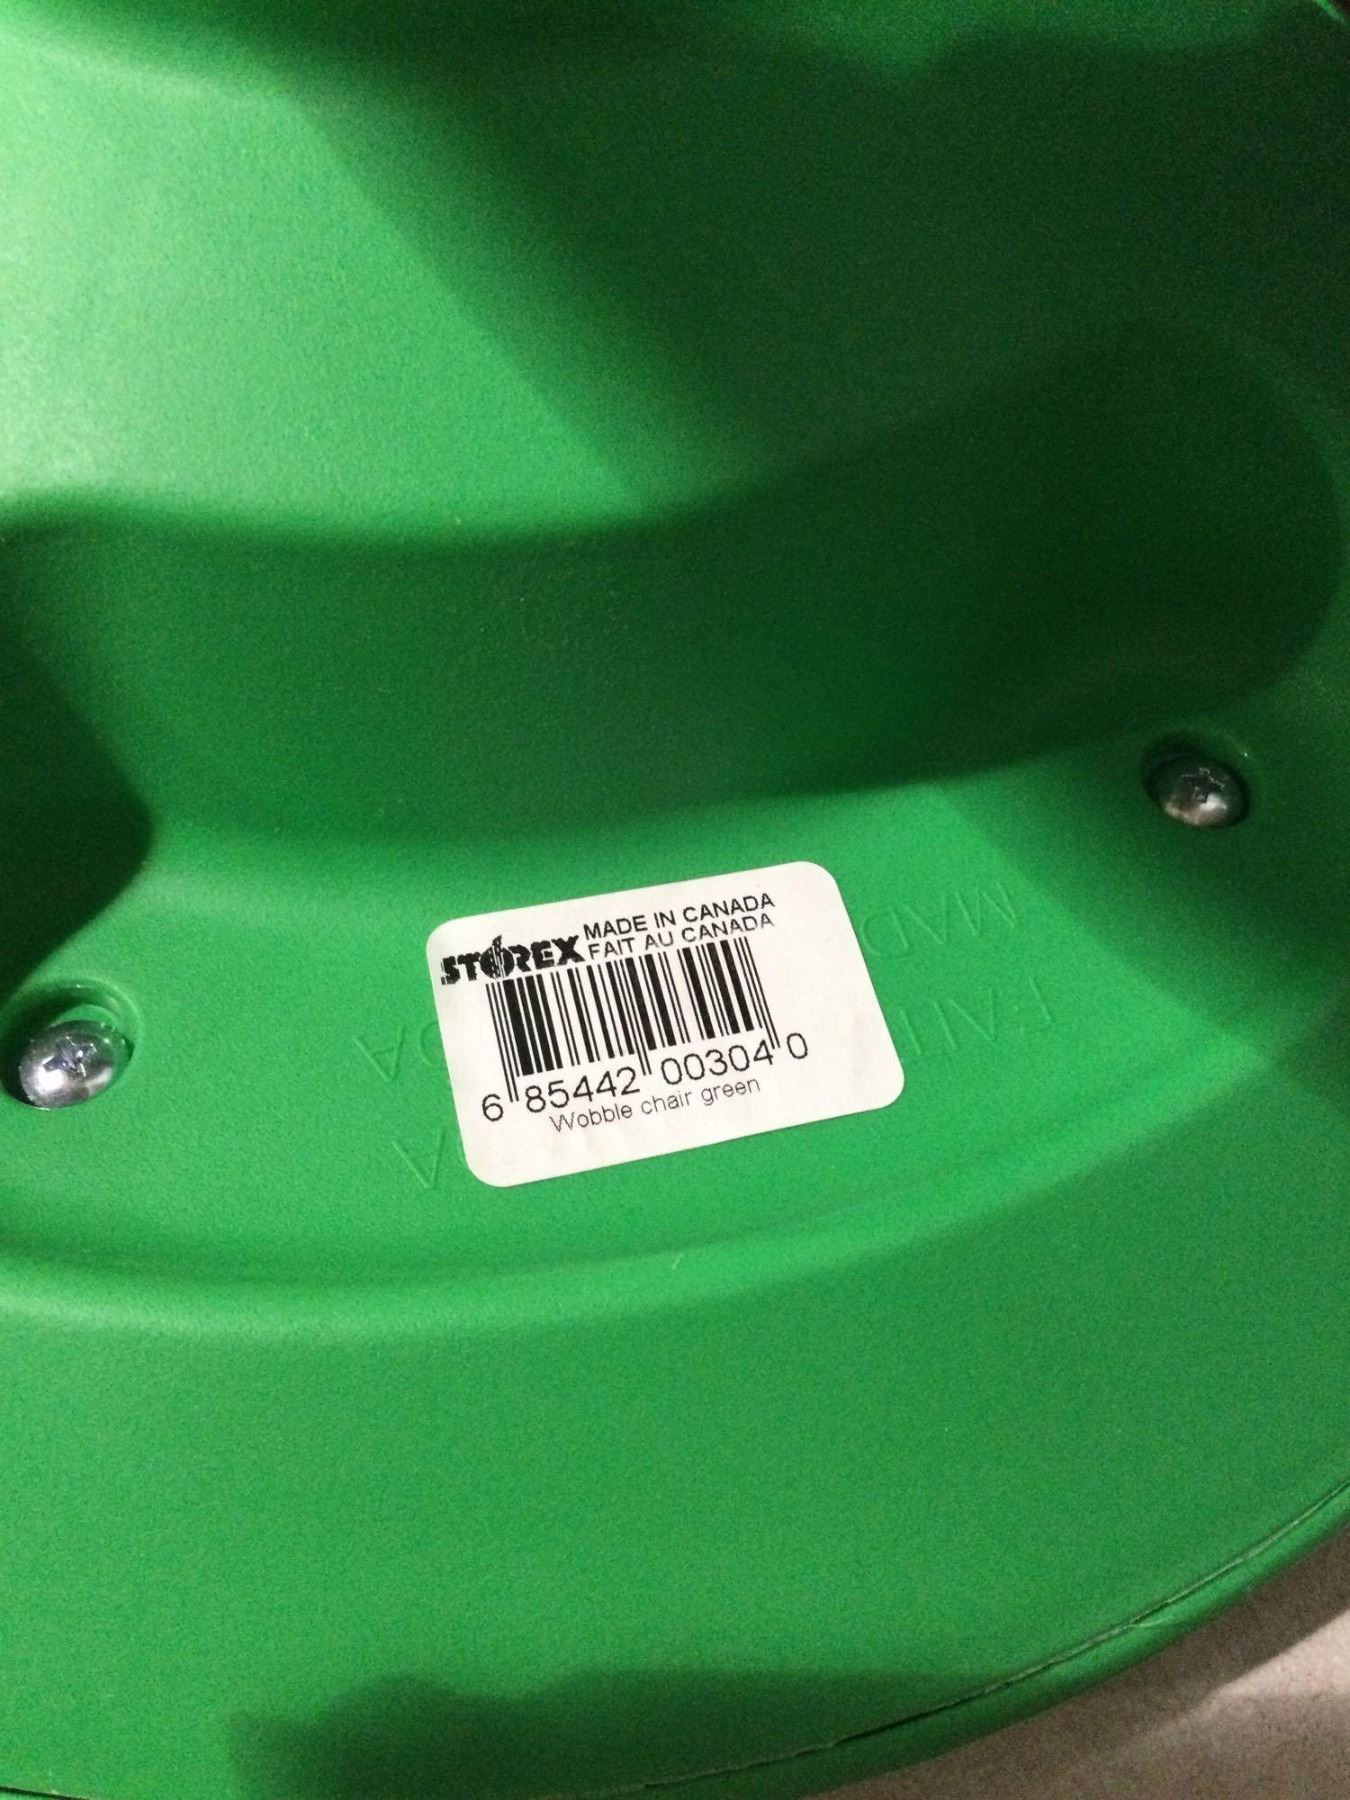 STOREX MADE IN CANADA
FAIT AU CANADA
6 85442 00304 0
Wobble chair green